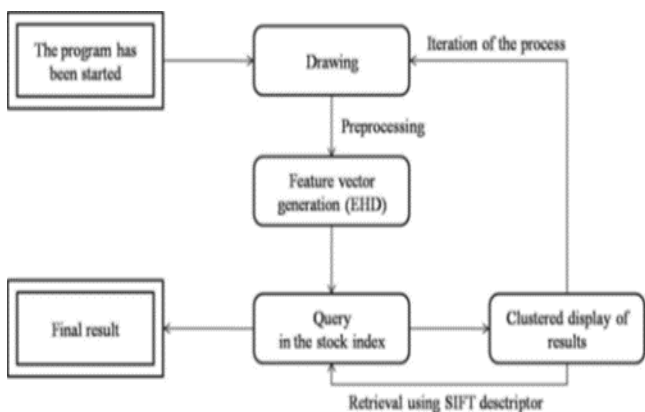 The program has
been started
Drawing
Iteration of the process
Preprocessing
Feature vector
generation (EHD)
Final result
Query
in the stock index
Clustered display of
results
Retrieval using SIFT desctriptor